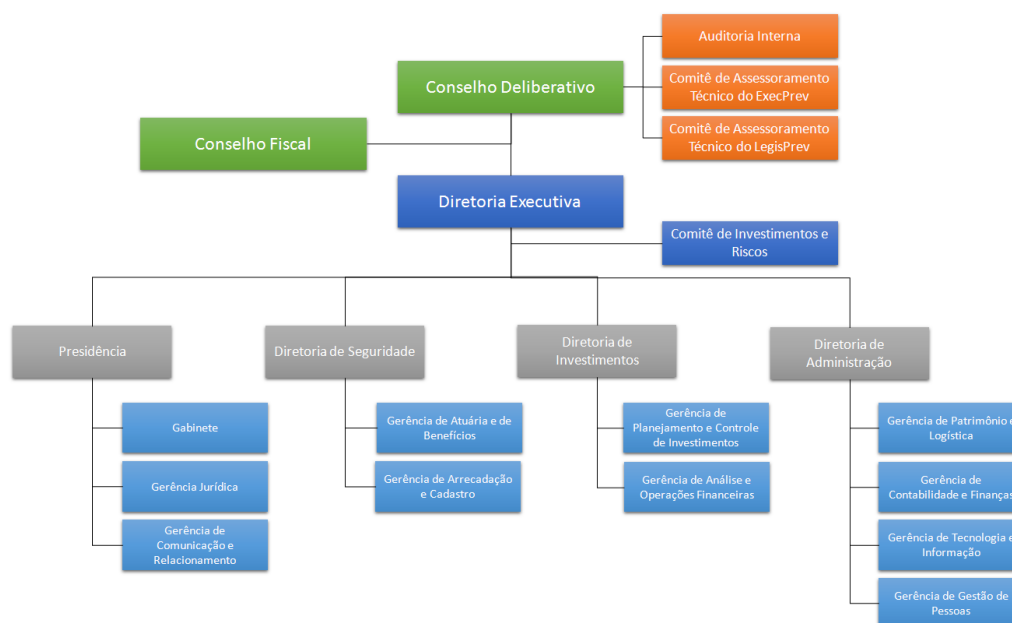 Auditoria Interna
Conselho Deliberativo
Comitê de Assessoramento
Técnico do ExecPrev
Comitê de Assessoramento
Técnico do LegisPrev
Conselho Fiscal
Diretoria Executiva
Comitê de Investimentos e
Riscos
Presidência
Diretoria de Seguridade
Diretoria de
Investimentos
Diretoria de
Administração
Gabinete
Gerência Jurídica
Gerência de
Comunicação e
Relacionamento
Gerência de Atuária e de
Benefícios
Gerência de Arrecadação
e Cadastro
Gerência de
Planejamento e Controle
de Investimentos
Gerência de Análise e
Operações Financeiras
Gerência de Patrimônio e
Logística
Gerência de
Contabilidade e Finanças
Gerência de Tecnologia e
Informação
Gerência de Gestão de
Pessoas